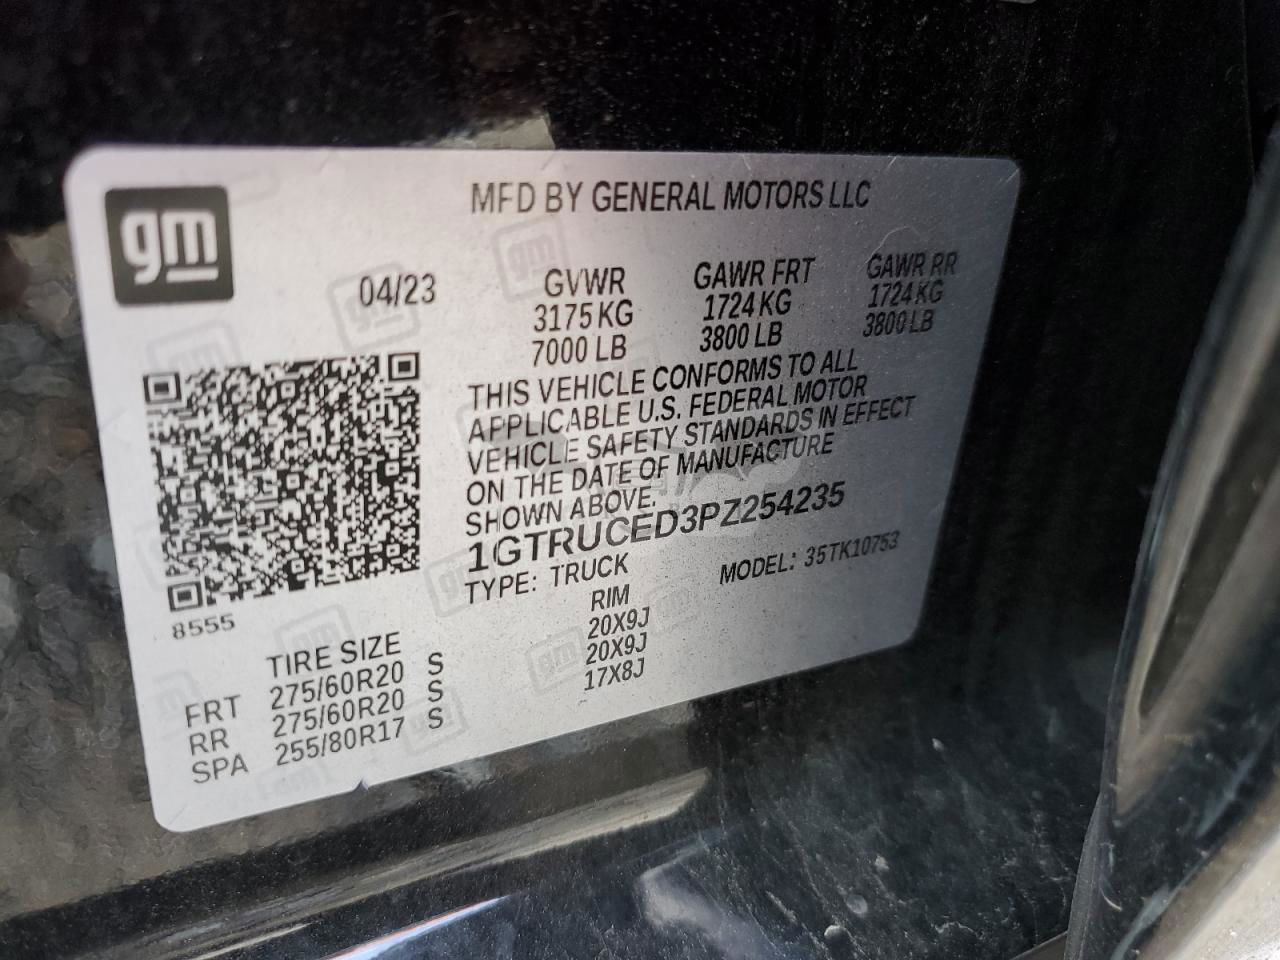 gm
MFD BY GENERAL MOTORS LLC
04/23 GVWR GAWR FRT GAWR RR
3175 KG 1724 KG 1724 KG
7000 LB 3800 LB 3800 LB
THIS VEHICLE CONFORMS TO ALL
APPLICABLE U.S. FEDERAL MOTOR
VEHICLE SAFETY STANDARDS IN EFFECT
ON THE DATE OF MANUFACTURE
SHOWN ABOVE.
1GTRUCED3PZ254235
TYPE: TRUCK MODEL: 35TK10753
8555
TIRE SIZE RIM
FRT 275/60R20 S 20X9J
RR 275/60R20 S 20X9J
SPA 255/80R17 S 17X8J